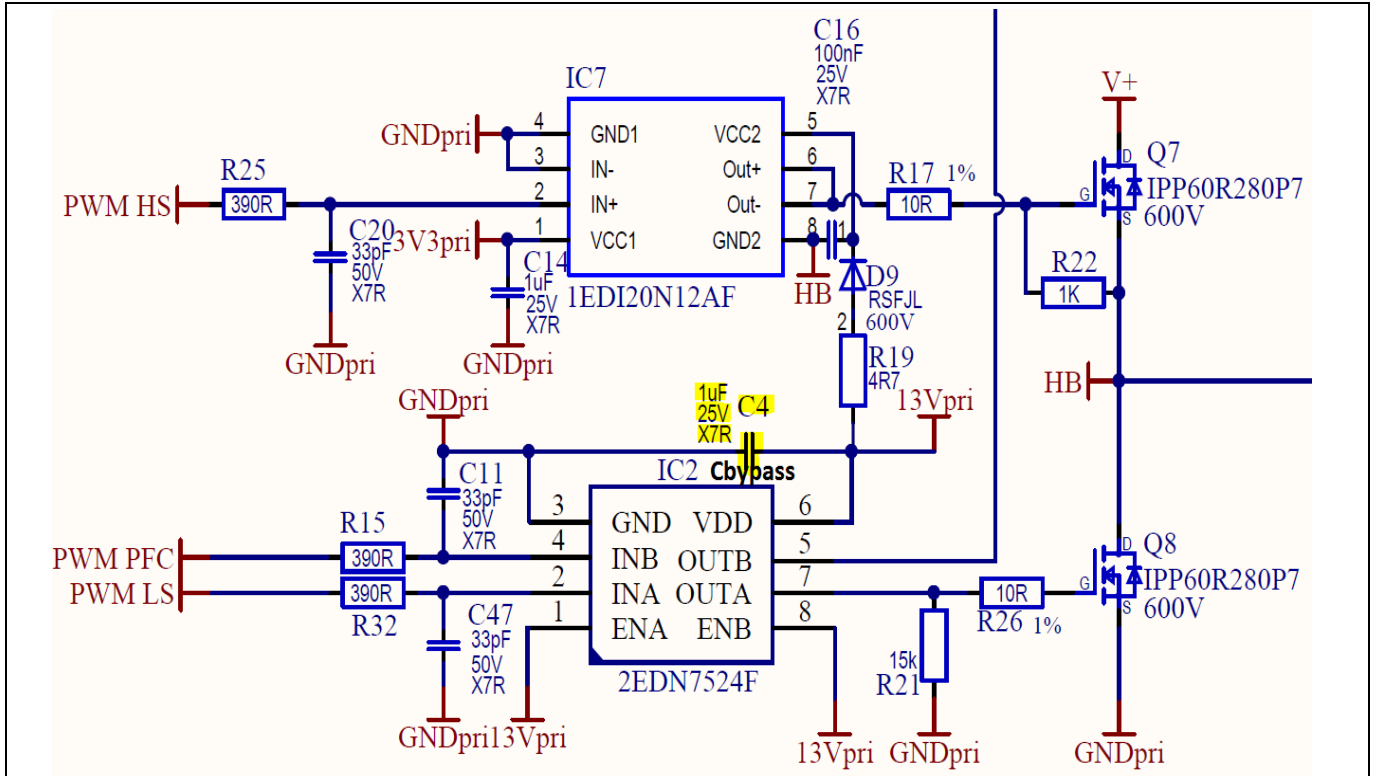 C16
100nF
25V
X7R
IC7
V+
GNDpri
4
GND1
VCC2
5
3
IN-
Out+
6
R25
390R
PWM HS
2
IN+
Out-
7
R17 1%
10R
D
Q7
G
IPP60R280P7
S
600V
C20
33pF
50V
X7R
3V3pri
1
VCC1
GND2
8
1
C14
1uF
25V
X7R
1EDI20N12AF
HB
D9
RSFJL
600V
2
R22
1K
GNDpri
GNDpri
R19
4R7
HB
GNDpri
1uF
25V
X7R
C4
13Vpri
IC2
Cbypass
C11
33pF
50V
X7R
3
GND
VDD
6
R15
390R
PWM PFC
4
INB
OUTB
5
PWM LS
390R
R32
2
INA
OUTA
7
10R
R26 1%
D
Q8
G
IPP60R280P7
S
600V
C47
33pF
50V
X7R
1
ENA
ENB
8
2EDN7524F
15k
R21
GNDpri
13Vpri
13Vpri
GNDpri
GNDpri